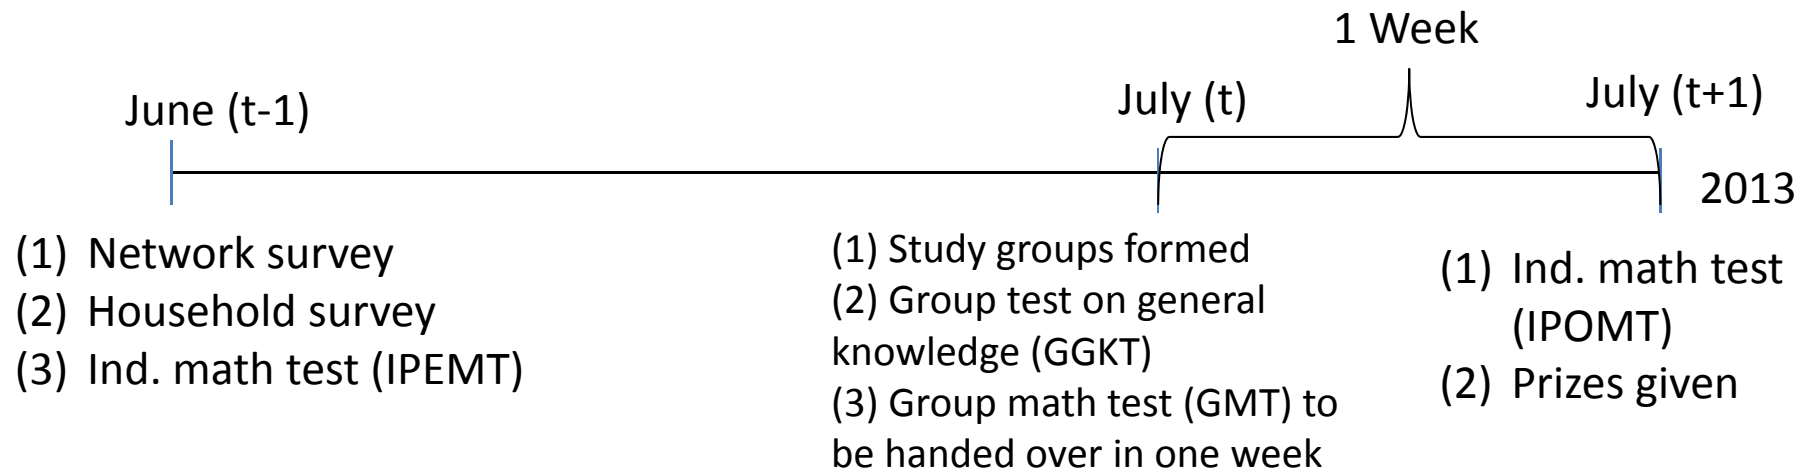 1 Week
June (t-1)
July (t)
July (t+1)
2013
(1) Network survey
(2) Household survey
(3) Ind. math test (IPEMT)
(1) Study groups formed
(2) Group test on general
knowledge (GGKT)
(3) Group math test (GMT) to
be handed over in one week
(1) Ind. math test
(IPOMT)
(2) Prizes given